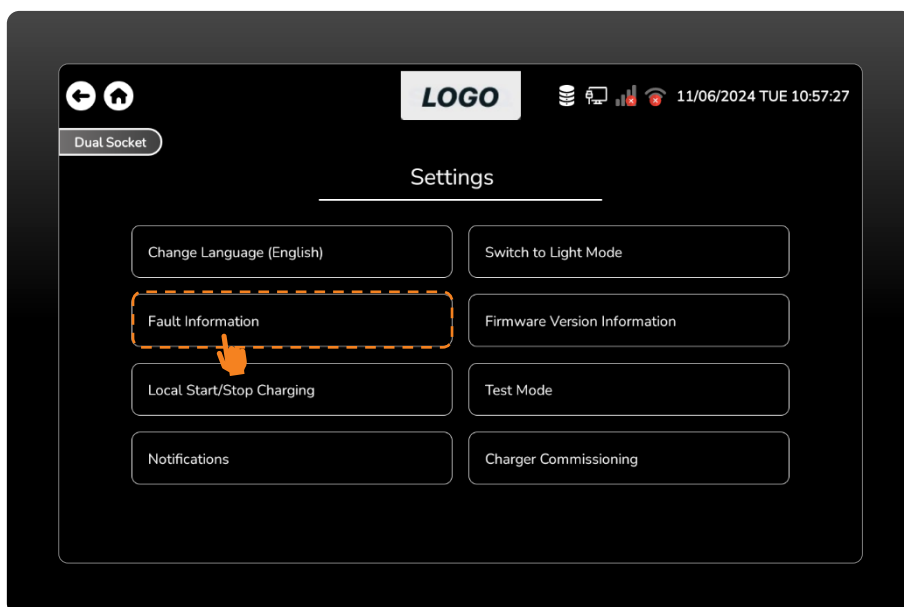 LOGO
11/06/2024 TUE 10:57:27
Dual Socket
Settings
Change Language (English)
Switch to Light Mode
Fault Information
Firmware Version Information
Local Start/Stop Charging
Test Mode
Notifications
Charger Commissioning